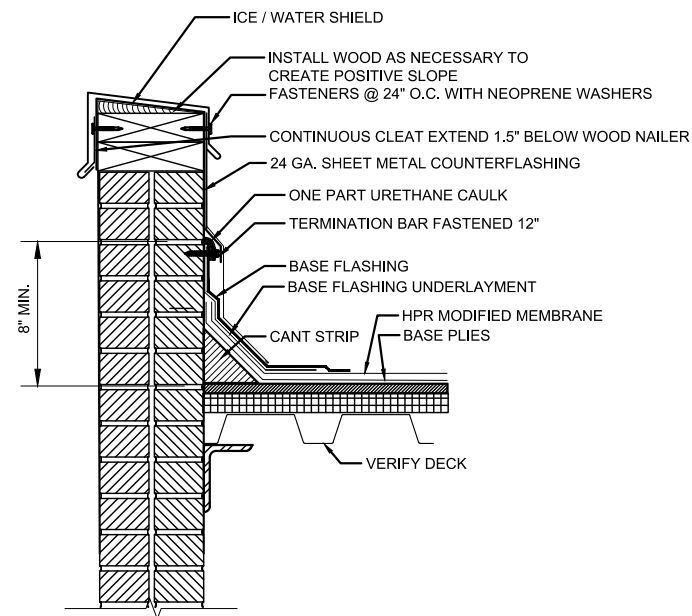 ICE / WATER SHIELD
INSTALL WOOD AS NECESSARY TO
CREATE POSITIVE SLOPE
FASTENERS @ 24" O.C. WITH NEOPRENE WASHERS
CONTINUOUS CLEAT EXTEND 1.5" BELOW WOOD NAILER
24 GA. SHEET METAL COUNTERFLASHING
ONE PART URETHANE CAULK
TERMINATION BAR FASTENED 12"
BASE FLASHING
BASE FLASHING UNDERLAYMENT
HPR MODIFIED MEMBRANE
BASE PLIES
CANT STRIP
8" MIN.
VERIFY DECK